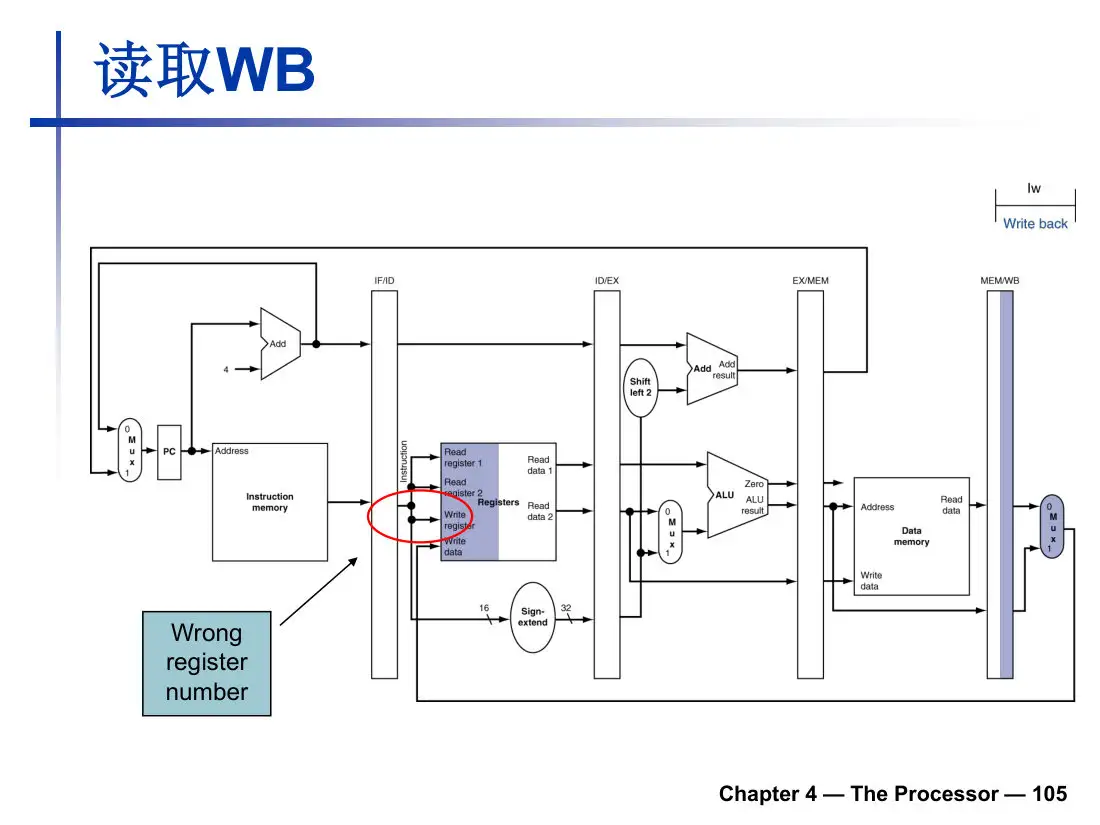 读取WB
lw
Write back
IF/ID
ID/EX
EX/MEM
MEM/WB
Add
4
Shift
left 2
Add
Add
result
0
M
u
x
1
PC
Address
Instruction
memory
Instruction
Read
register 1
Read
register 2
Write
register
Write
data
Registers
Read
data 1
Read
data 2
0
M
u
x
1
ALU
Zero
ALU
result
Address
Read
data
Data
memory
Write
data
0
M
u
x
1
16
Sign-
extend
32
Wrong
register
number
Chapter 4 — The Processor — 105